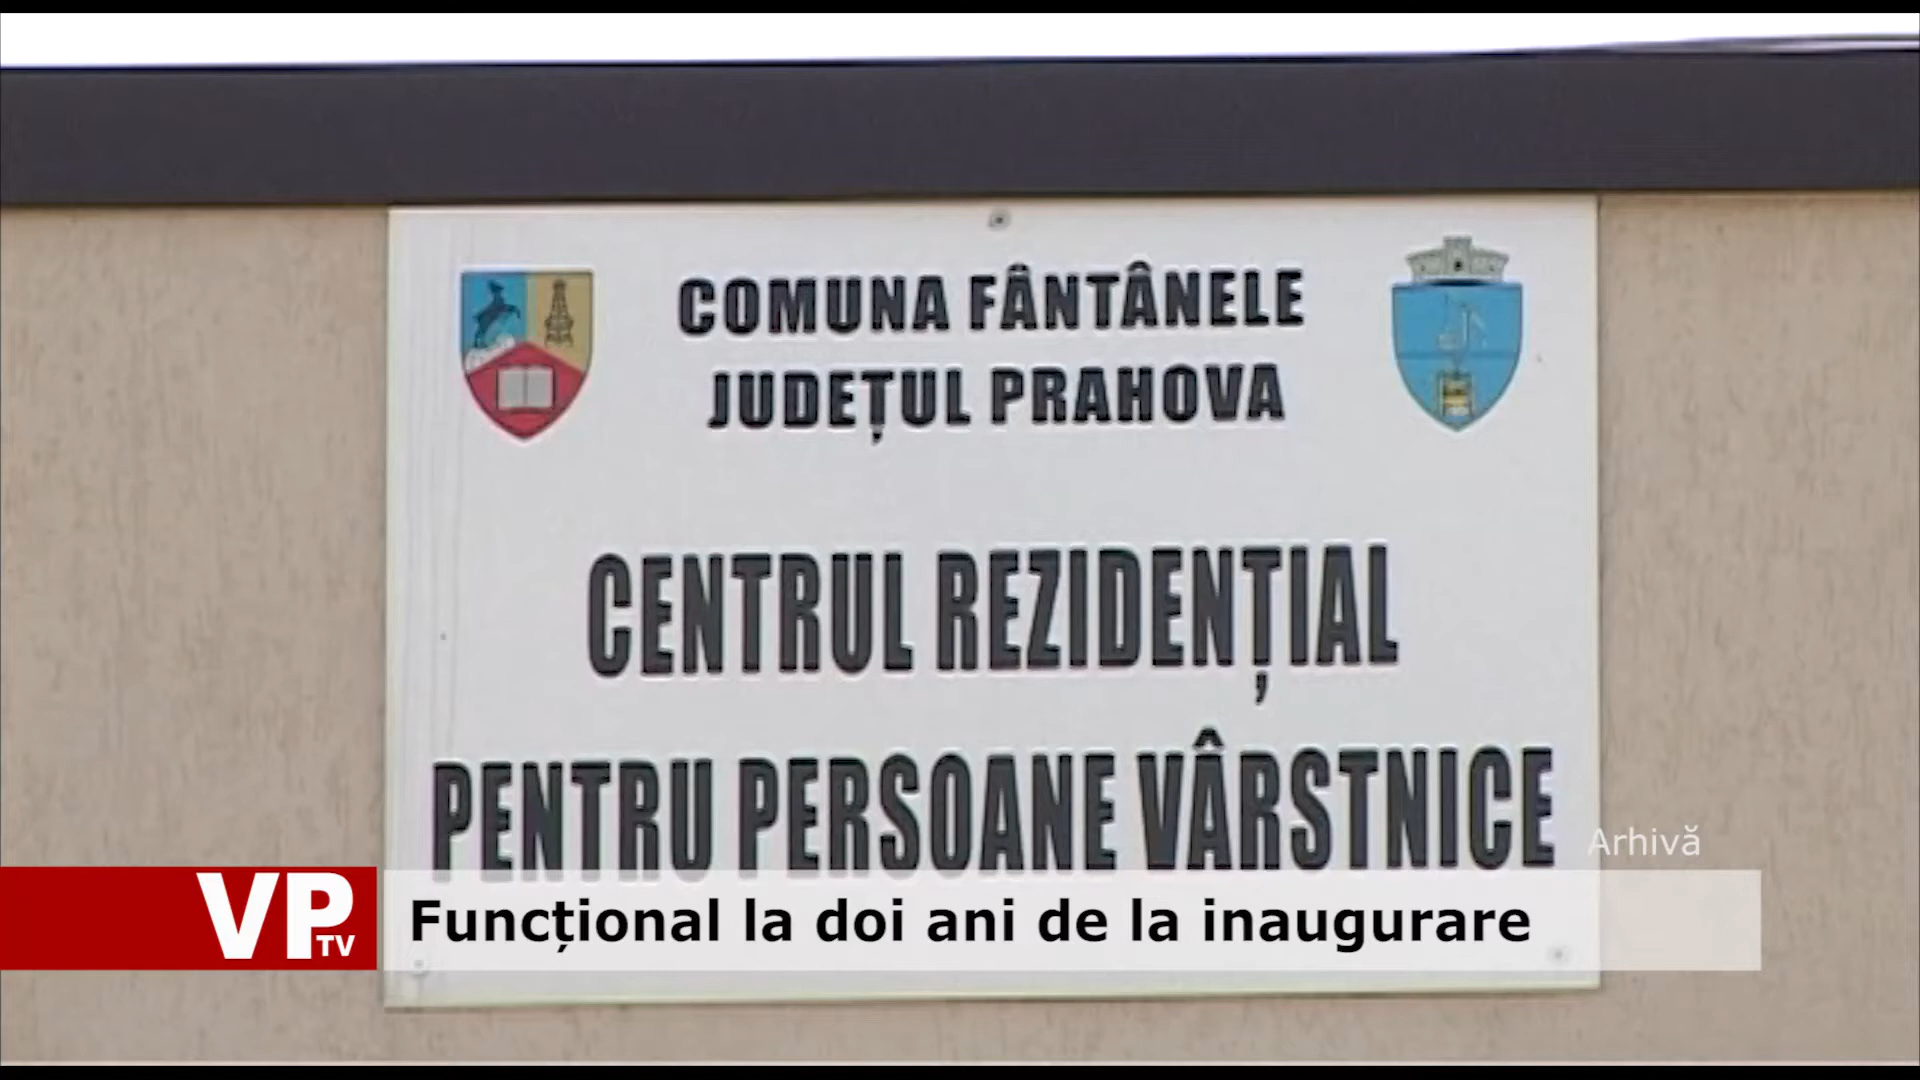 COMUNA FÂNTÂNELE
JUDEȚUL PRAHOVA
CENTRUL REZIDENȚIAL
PENTRU PERSOANE VÂRSTNICE
Arhivă
VP TV
Funcțional la doi ani de la inaugurare